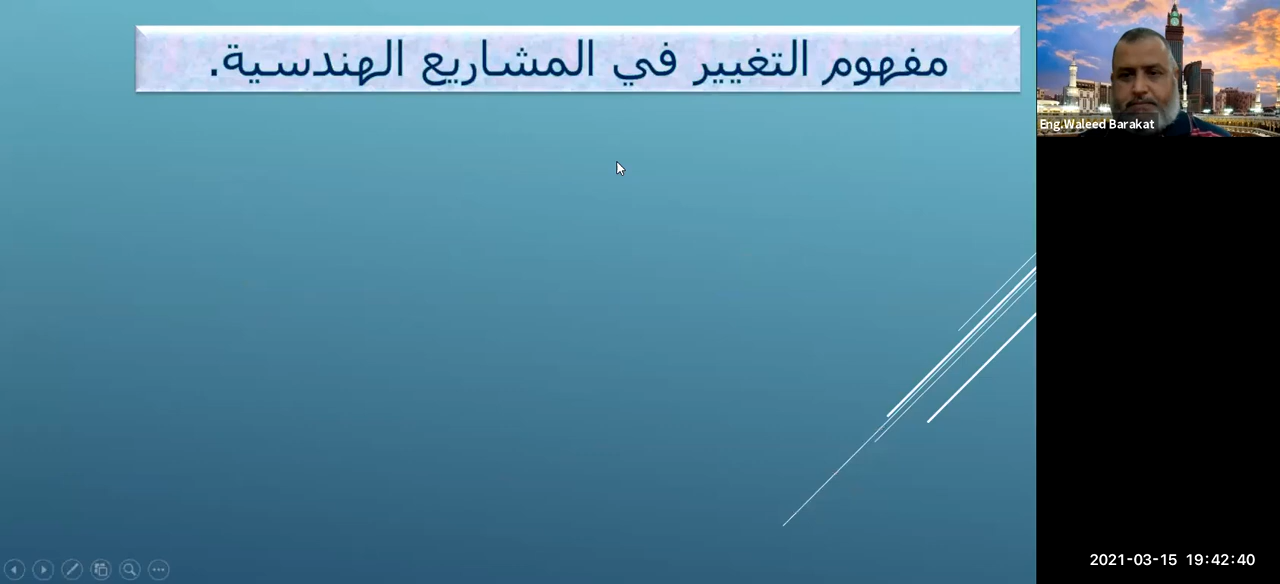 مفهوم التغيير في المشاريع الهندسية.
Eng.Waleed Barakat
2021-03-15 19:42:40